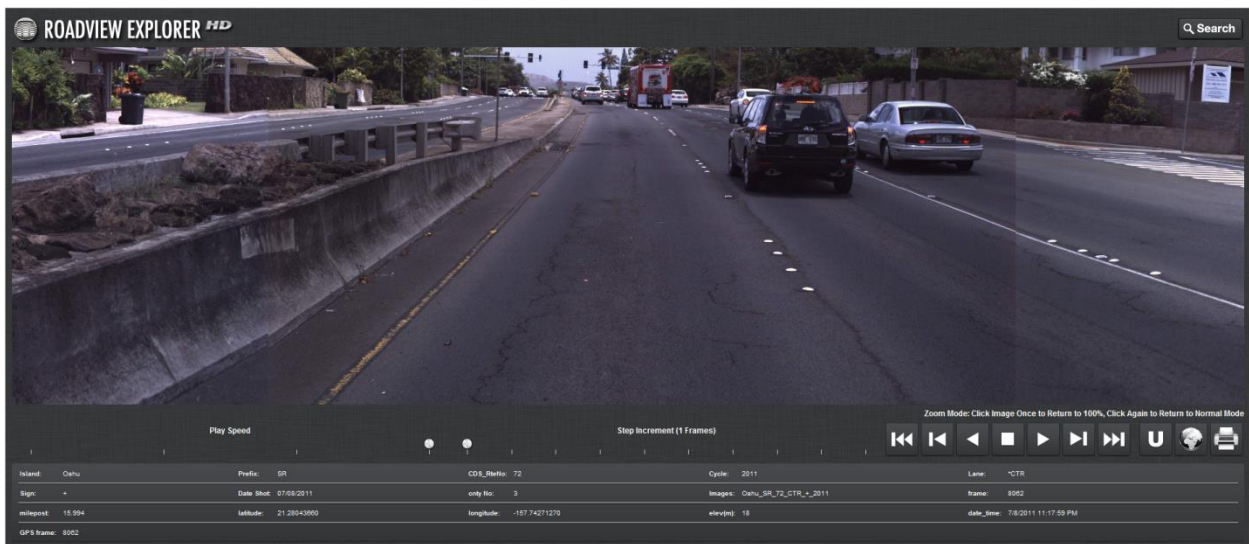 ROADVIEW EXPLORER HD
Search
Zoom Mode: Click Image Once to Return to 100%, Click Again to Return to Normal Mode
Play Speed
Step Increment (1 Frames)
U
Island: Oahu Prefix: SR CDS_RteNo: 72 Cycle: 2011 Lane: *CTR
Sign: + Date Shot: 07/08/2011 cnty No: 3 Images: Oahu_SR_72_CTR_+_2011 frame: 8062
milepost: 15.994 latitude: 21.28043660 longitude: -157.74271270 elev(m): 18 date_time: 7/8/2011 11:17:59 PM
GPS frame: 8062